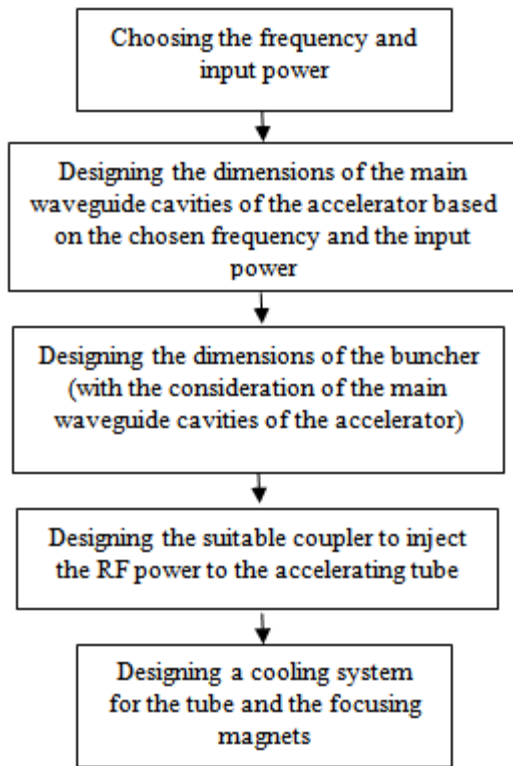 Choosing the frequency and
input power
Designing the dimensions of the main
waveguide cavities of the accelerator based
on the chosen frequency and the input
power
Designing the dimensions of the buncher
(with the consideration of the main
waveguide cavities of the accelerator)
Designing the suitable coupler to inject
the RF power to the accelerating tube
Designing a cooling system
for the tube and the focusing
magnets